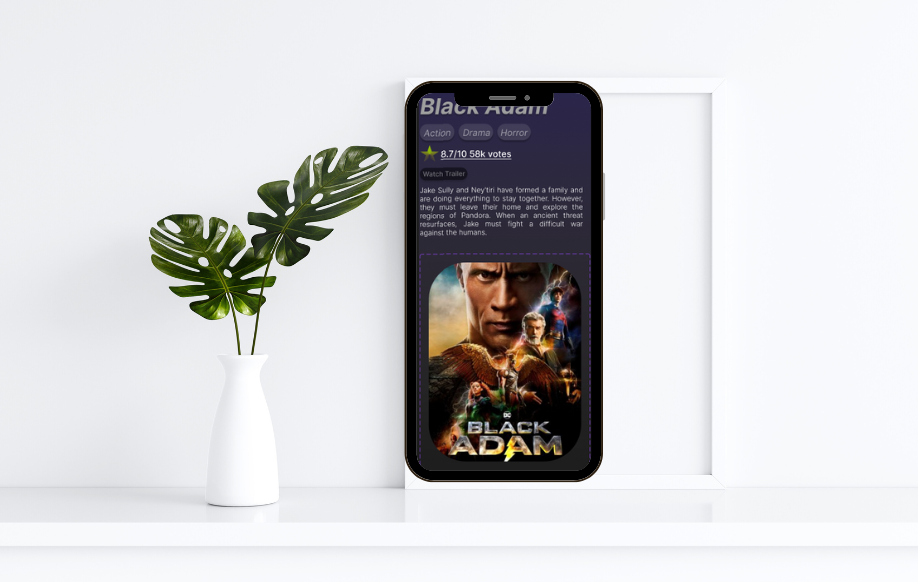 Black Adam
Action Drama Horror
8.7/10 58k votes
Watch Trailer
Jake Sully and Ney'tiri have formed a family and
are doing everything to stay together. However,
they must leave their home and explore the
regions of Pandora. When an ancient threat
resurfaces, Jake must fight a difficult war
against the humans.
DC
BLACK
ADAM